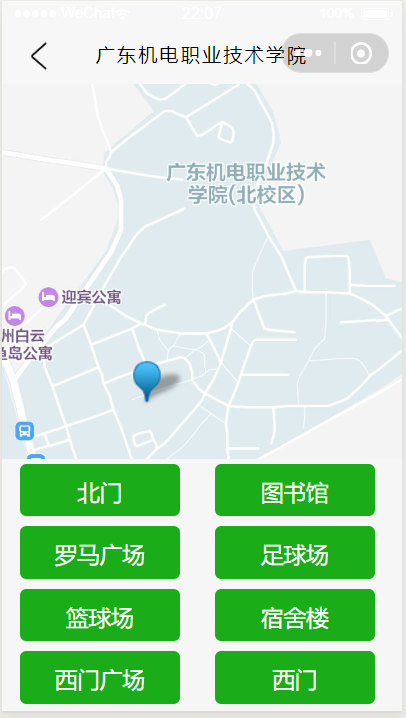 WeChat 22:07 100%
广东机电职业技术学院
广东机电职业技术
学院(北校区)
迎宾公寓
州白云
鱼岛公寓
北门 图书馆
罗马广场 足球场
篮球场 宿舍楼
西门广场 西门